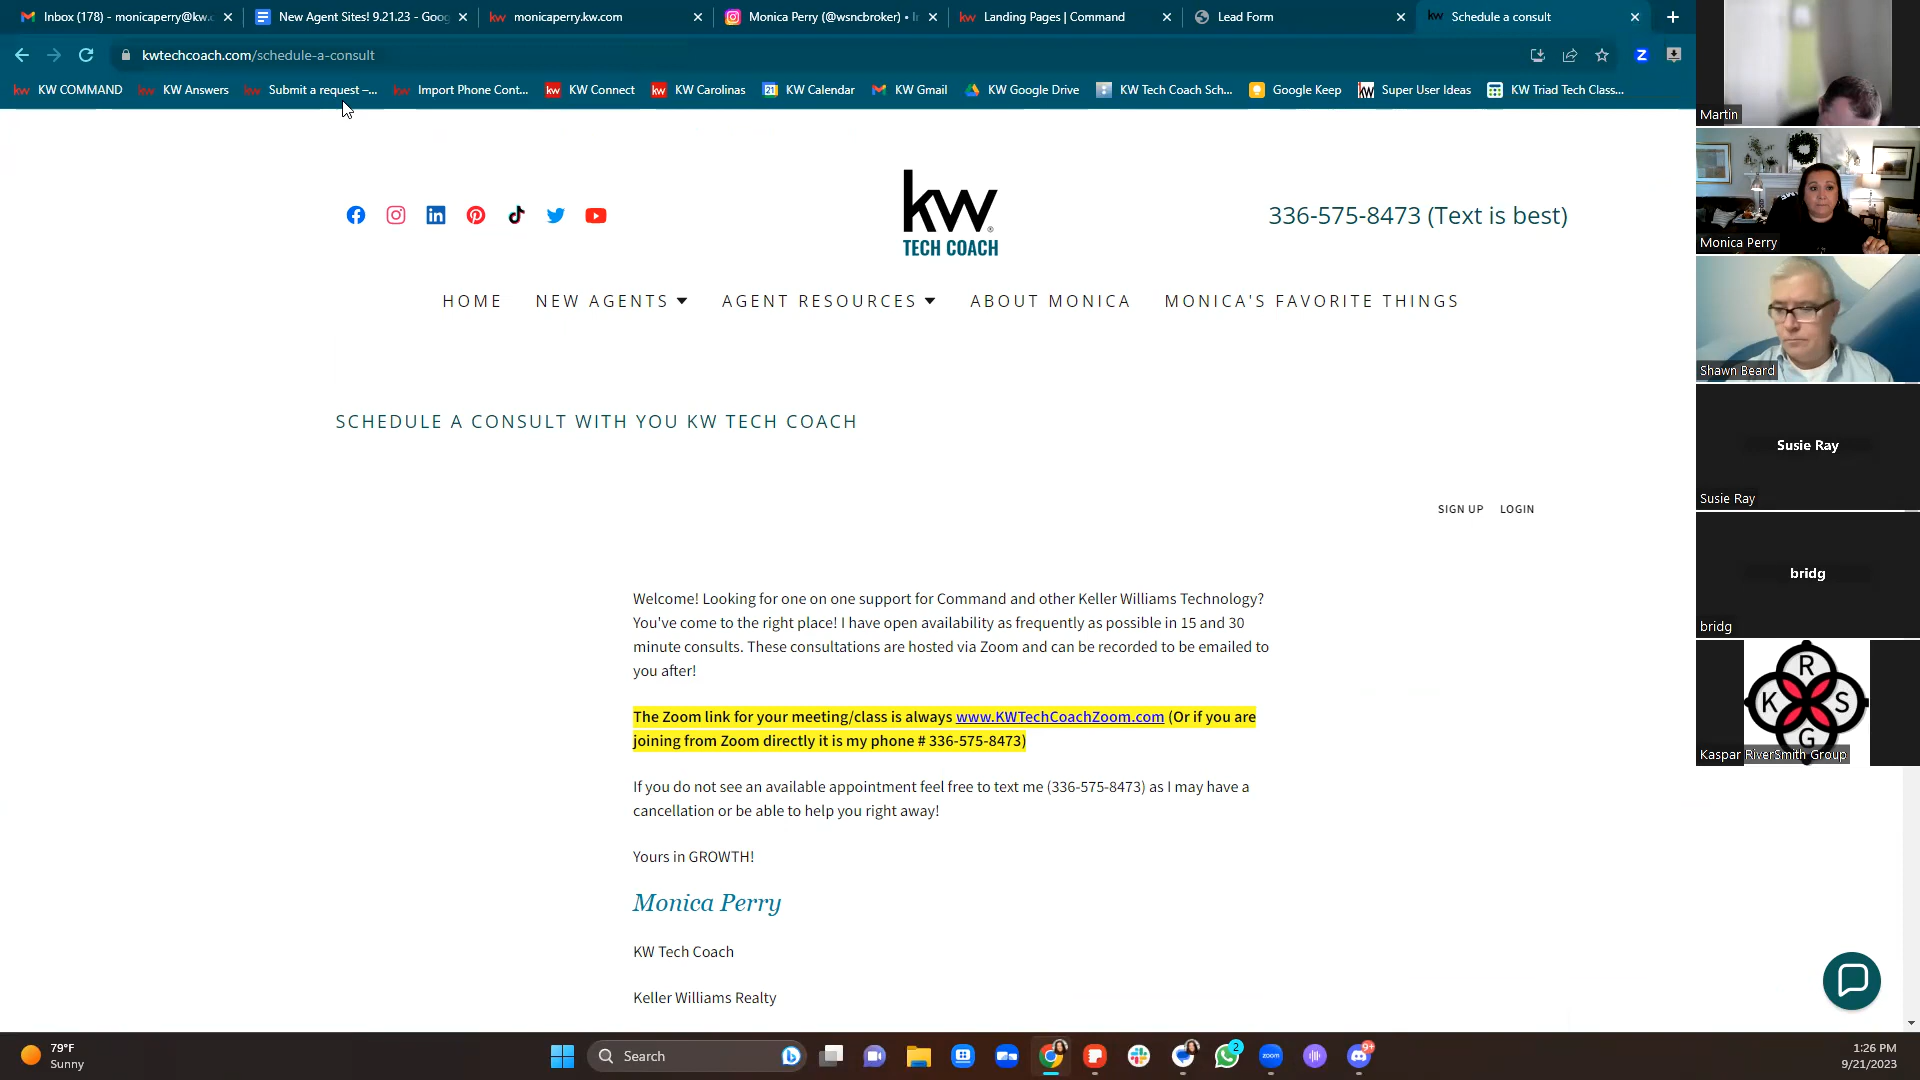 Inbox (178) - monicaperry@kw.c
New Agent Sites! 9.21.23 - Goog
monicaperry.kw.com
Monica Perry (@wsncbroker) • In
Landing Pages | Command
Lead Form
Schedule a consult
kwtechcoach.com/schedule-a-consult
kw KW COMMAND
kw KW Answers
kw Submit a request –...
kw Import Phone Cont...
kw KW Connect
kw KW Carolinas
KW Calendar
KW Gmail
KW Google Drive
KW Tech Coach Sch...
Google Keep
kw Super User Ideas
KW Triad Tech Class...
kw
TECH COACH
336-575-8473 (Text is best)
HOME
NEW AGENTS
AGENT RESOURCES
ABOUT MONICA
MONICA'S FAVORITE THINGS
SCHEDULE A CONSULT WITH YOU KW TECH COACH
SIGN UP
LOGIN
Welcome! Looking for one on one support for Command and other Keller Williams Technology?
You've come to the right place! I have open availability as frequently as possible in 15 and 30
minute consults. These consultations are hosted via Zoom and can be recorded to be emailed to
you after!
The Zoom link for your meeting/class is always www.KWTechCoachZoom.com (Or if you are
joining from Zoom directly it is my phone # 336-575-8473)
If you do not see an available appointment feel free to text me (336-575-8473) as I may have a
cancellation or be able to help you right away!
Yours in GROWTH!
Monica Perry
KW Tech Coach
Keller Williams Realty
Martin
Monica Perry
Shawn Beard
Susie Ray
Susie Ray
bridg
bridg
R
K S
G
Kaspar RiverSmith Group
79°F
Sunny
Search
zoom
2
9+
1:26 PM
9/21/2023